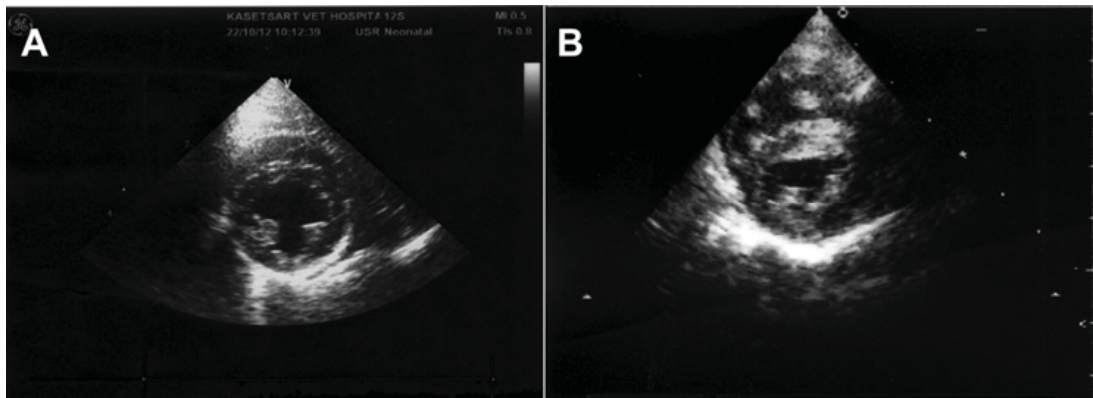 A
KASETSART VET HOSPITA 12S
22/10/12 10:12:39 USR Neonatal
MI 0.5
TIs 0.8
V
B